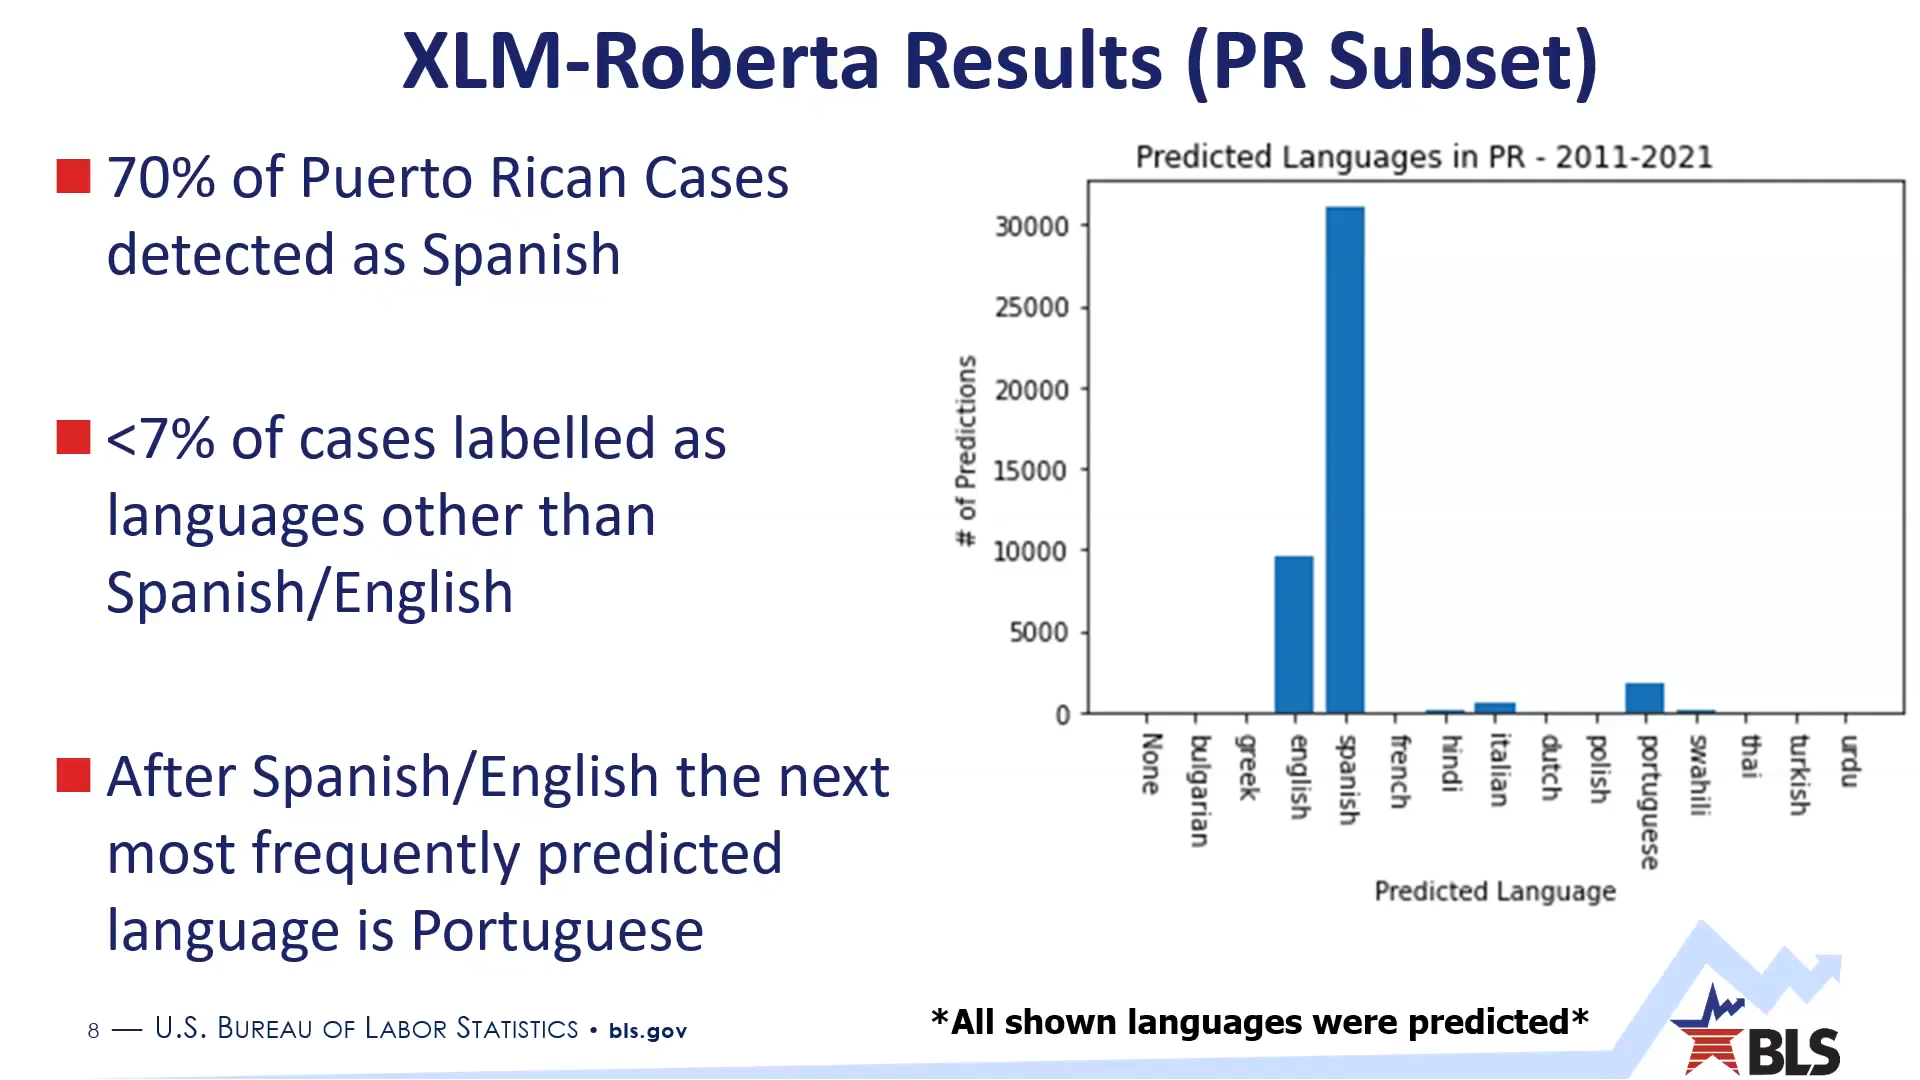 XLM-Roberta Results (PR Subset)
70% of Puerto Rican Cases
detected as Spanish
<7% of cases labelled as
languages other than
Spanish/English
After Spanish/English the next
most frequently predicted
language is Portuguese
Predicted Languages in PR - 2011-2021
30000
25000
20000
15000
10000
5000
0
# of Predictions
None
bulgarian
greek
english
spanish
french
hindi
italian
dutch
polish
portuguese
swahili
thai
turkish
urdu
Predicted Language
*All shown languages were predicted*
8 — U.S. BUREAU OF LABOR STATISTICS • bls.gov
BLS